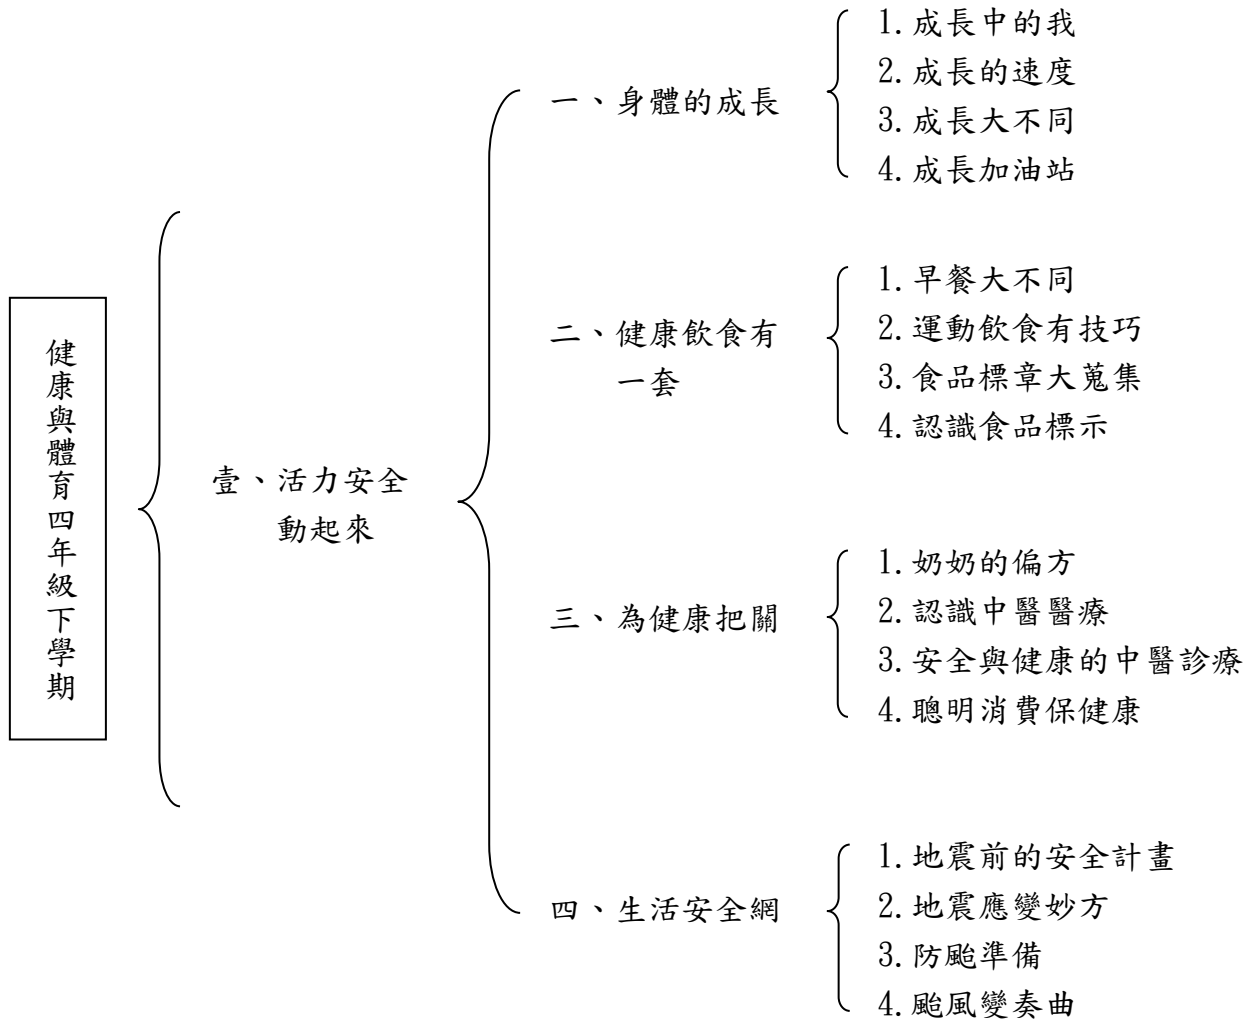 健康與體育四年級下學期
壹、活力安全
動起來
一、身體的成長
1.成長中的我
2.成長的速度
3.成長大不同
4.成長加油站
二、健康飲食有
一套
1.早餐大不同
2.運動飲食有技巧
3.食品標章大蒐集
4.認識食品標示
三、為健康把關
1.奶奶的偏方
2.認識中醫醫療
3.安全與健康的中醫診療
4.聰明消費保健康
四、生活安全網
1.地震前的安全計畫
2.地震應變妙方
3.防颱準備
4.颱風變奏曲